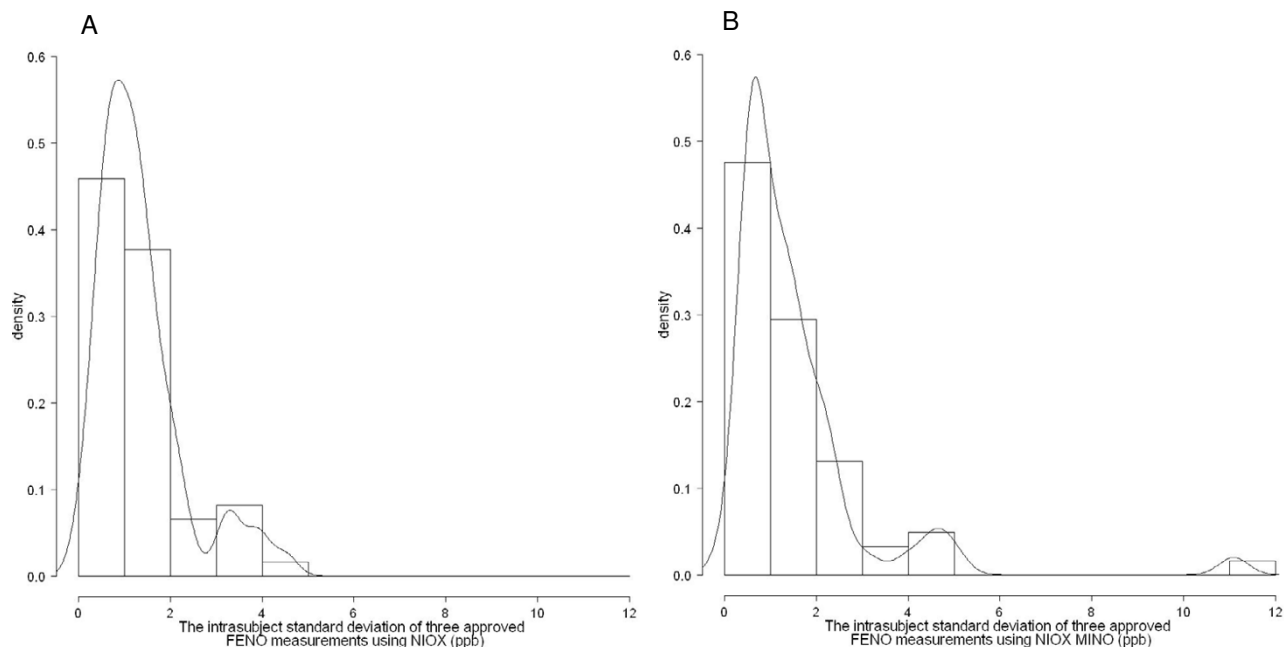 A
0.6
0.5
0.4
0.3
0.2
0.1
0.0
density
0 2 4 6 8 10 12
The intrasubject standard deviation of three approved
FENO measurements using NIOX (ppb)
B
0.6
0.5
0.4
0.3
0.2
0.1
0.0
density
0 2 4 6 8 10 12
The intrasubject standard deviation of three approved
FENO measurements using NIOX MINO (ppb)